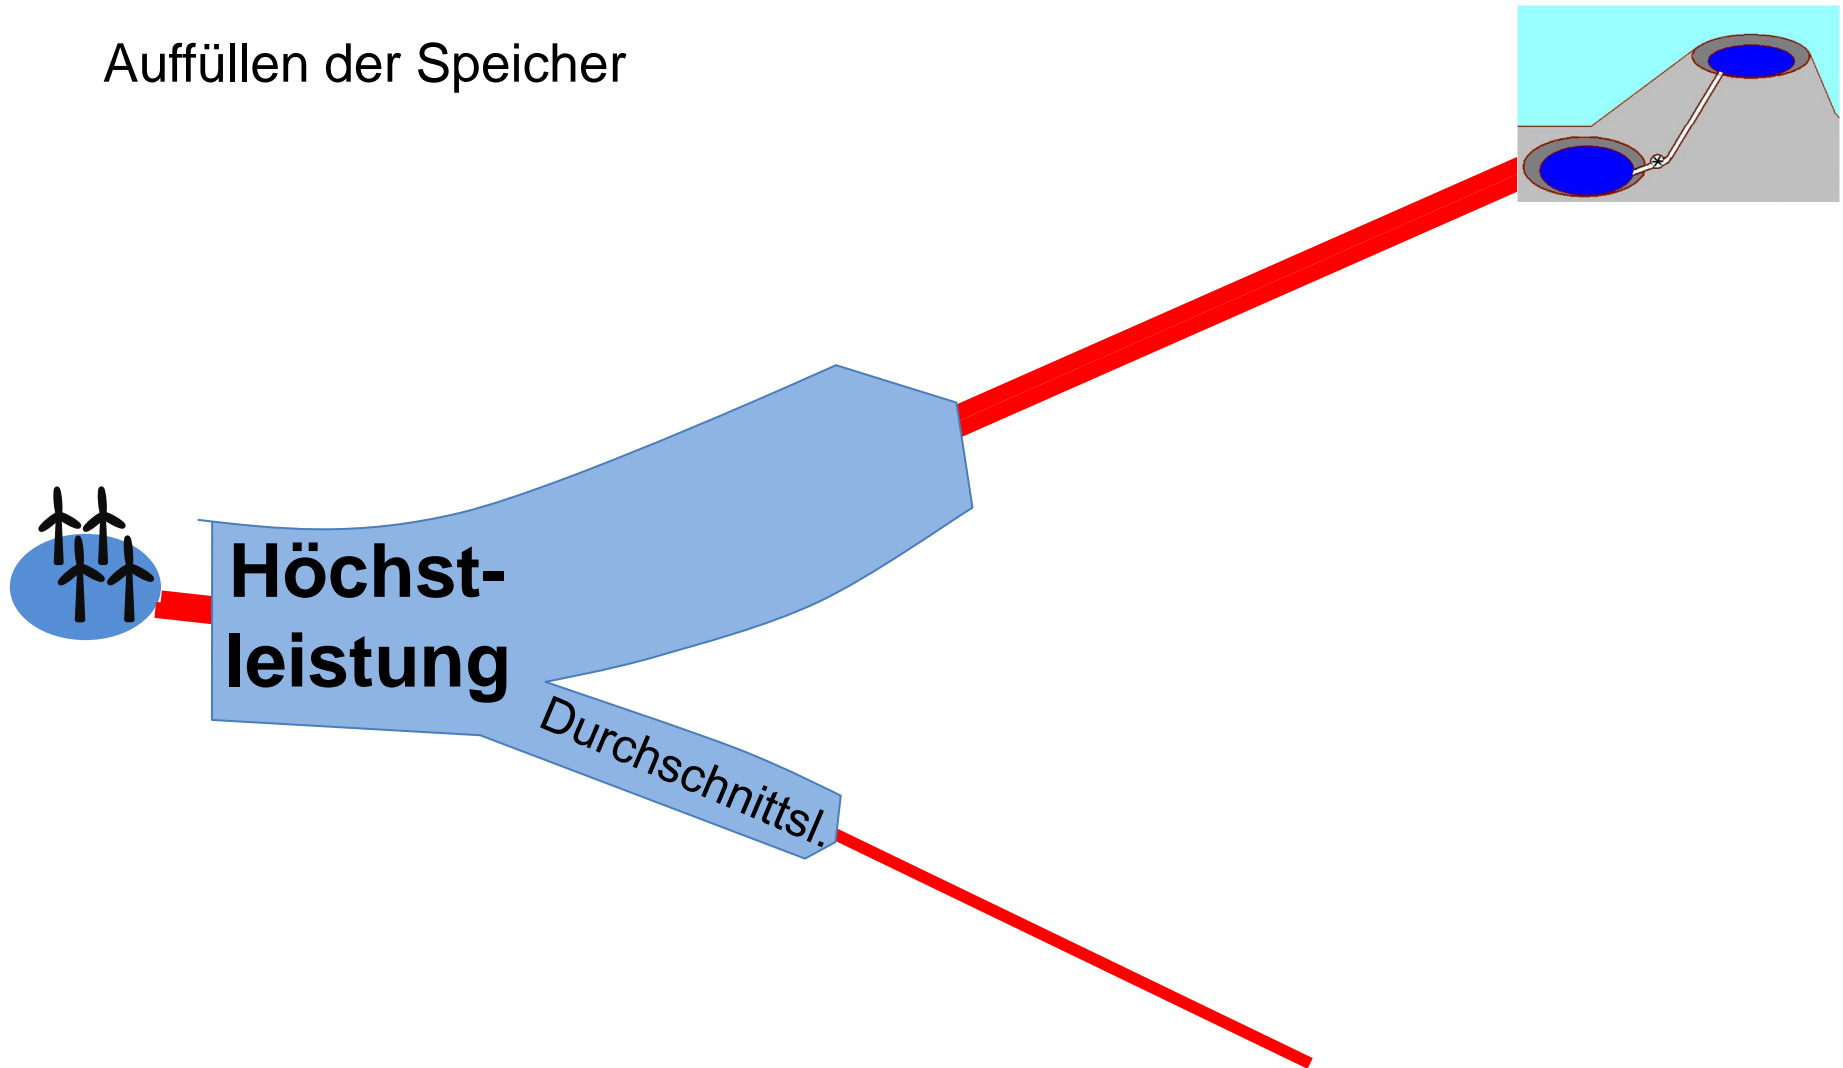 Auffüllen der Speicher
Höchst-
leistung
Durchschnittsl.